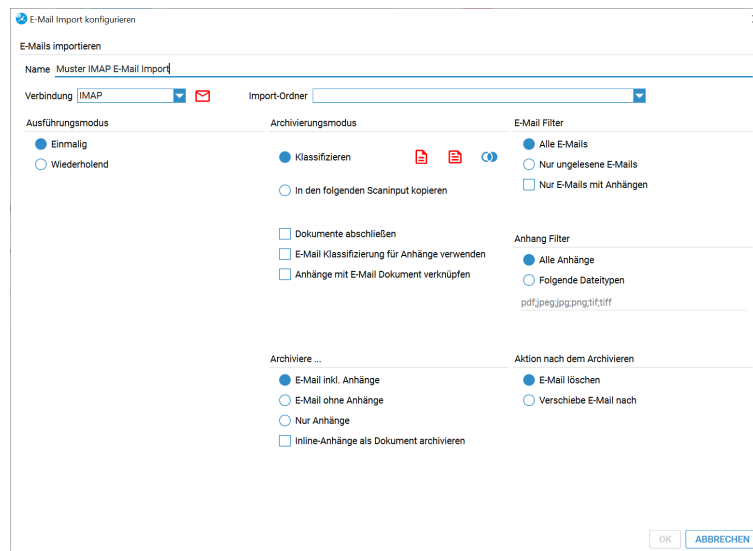 E-Mail Import konfigurieren
E-Mails importieren
Name Muster IMAP E-Mail Import
Verbindung IMAP Import-Ordner
Ausführungsmodus
Einmalig
Wiederholend
Archivierungsmodus
Klassifizieren
In den folgenden Scaninput kopieren
Dokumente abschließen
E-Mail Klassifizierung für Anhänge verwenden
Anhänge mit E-Mail Dokument verknüpfen
E-Mail Filter
Alle E-Mails
Nur ungelesene E-Mails
Nur E-Mails mit Anhängen
Anhang Filter
Alle Anhänge
Folgende Dateitypen
pdf;jpeg;jpg;png;tif;tiff
Archiviere ...
E-Mail inkl. Anhänge
E-Mail ohne Anhänge
Nur Anhänge
Inline-Anhänge als Dokument archivieren
Aktion nach dem Archivieren
E-Mail löschen
Verschiebe E-Mail nach
OK ABBRECHEN